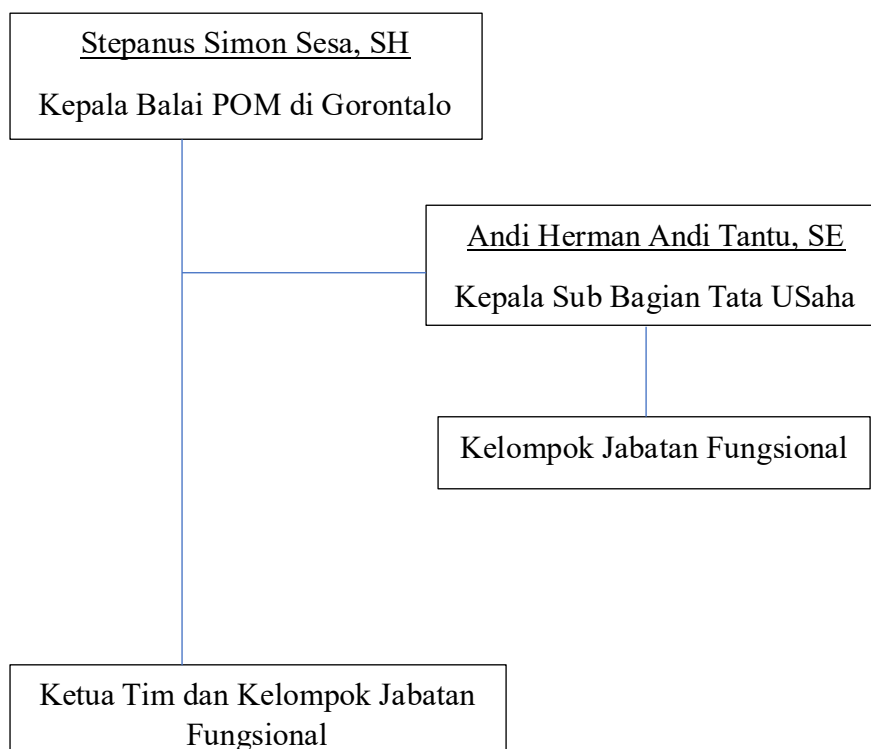 Stepanus Simon Sesa, SH
Kepala Balai POM di Gorontalo
Andi Herman Andi Tantu, SE
Kepala Sub Bagian Tata USaha
Kelompok Jabatan Fungsional
Ketua Tim dan Kelompok Jabatan
Fungsional